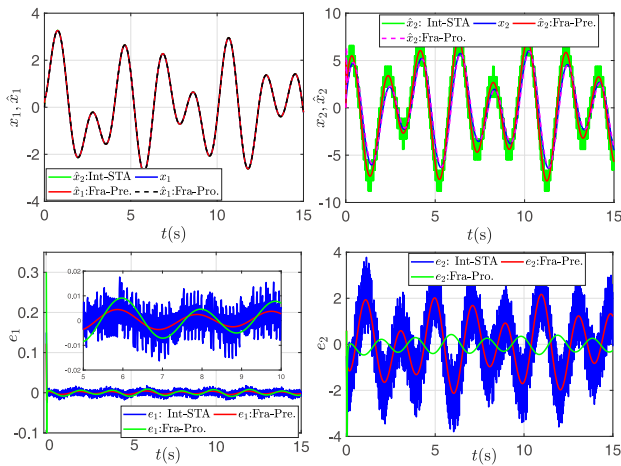 4
2
0
-2
-4
x₁, x̂₁
x̂₂:Int-STA x₁
x̂₁:Fra-Pre. x̂₁:Fra-Pro.
0 5 10 15
t(s)
10
5
0
-5
-10
x₂, x̂₂
x̂₂: Int-STA x₂ x̂₂:Fra-Pre.
x̂₂:Fra-Pro.
0 5 10 15
t(s)
0.3
0.2
0.1
0
-0.1
e₁
0.02
0.01
0
-0.01
-0.02
5 6 7 8 9 10
e₁: Int-STA e₁:Fra-Pre.
e₁:Fra-Pro.
0 5 10 15
t(s)
4
2
0
-2
-4
e₂
e₂: Int-STA e₂:Fra-Pre.
e₂:Fra-Pro.
0 5 10 15
t(s)